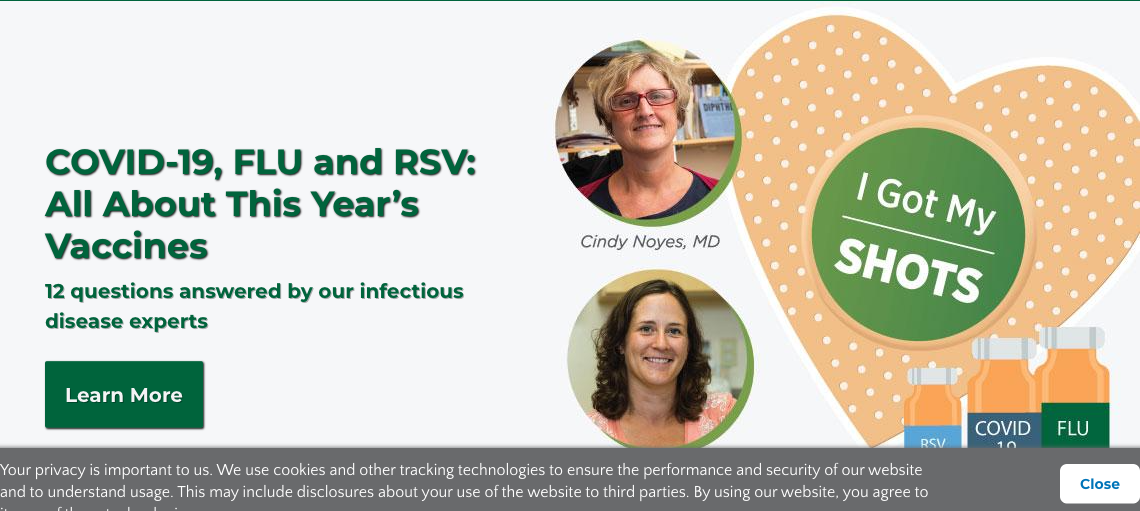 COVID-19, FLU and RSV:
All About This Year's
Vaccines
12 questions answered by our infectious
disease experts
Learn More
Cindy Noyes, MD
I Got My
SHOTS
RSV
COVID
19
FLU
Your privacy is important to us. We use cookies and other tracking technologies to ensure the performance and security of our website
and to understand usage. This may include disclosures about your use of the website to third parties. By using our website, you agree to
Close